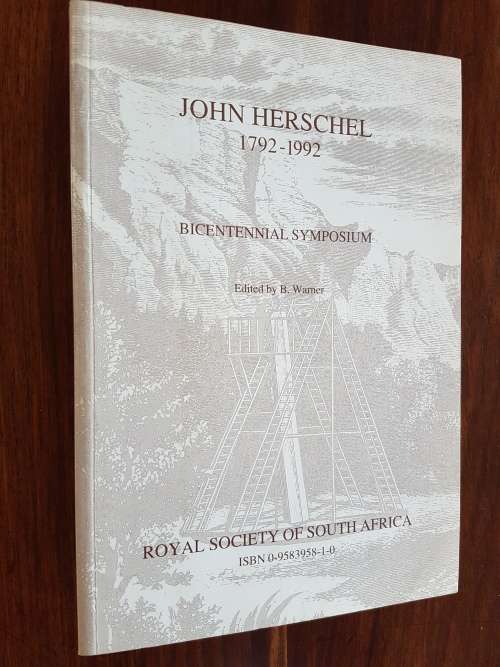 JOHN HERSCHEL
1792-1992
BICENTENNIAL SYMPOSIUM
Edited by B. Warner
ROYAL SOCIETY OF SOUTH AFRICA
ISBN 0-9583958-1-0